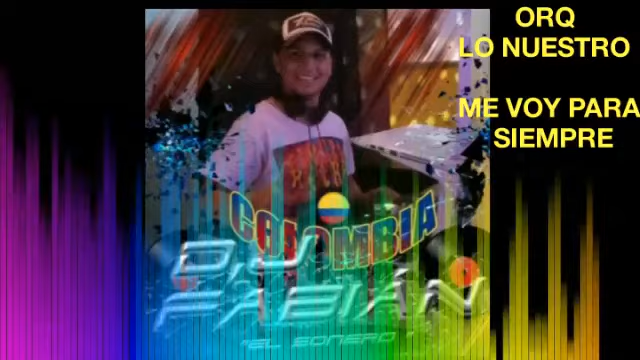 ORQ
LO NUESTRO
ME VOY PARA
SIEMPRE
COLOMBIA
DJ
FABIAN
"EL SONERO"